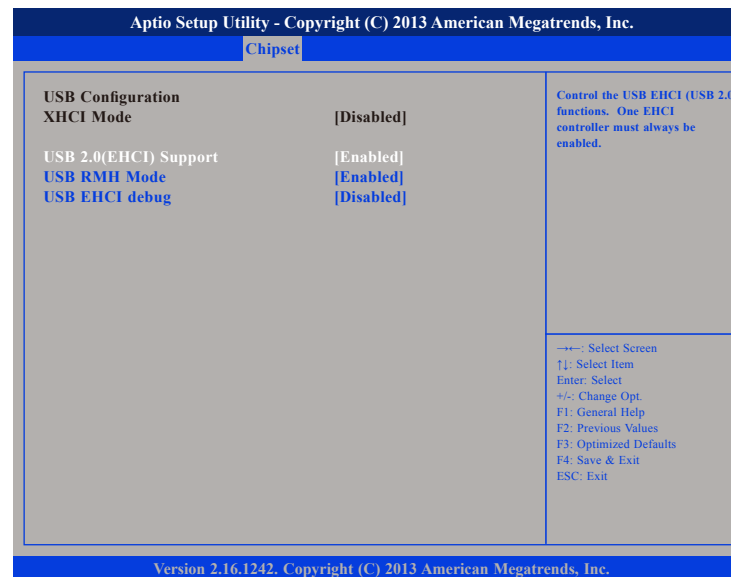 Aptio Setup Utility - Copyright (C) 2013 American Megatrends, Inc.
Chipset
USB Configuration
XHCI Mode [Disabled]
USB 2.0(EHCI) Support [Enabled]
USB RMH Mode [Enabled]
USB EHCI debug [Disabled]
Control the USB EHCI (USB 2.0
functions. One EHCI
controller must always be
enabled.
→←: Select Screen
↑↓: Select Item
Enter: Select
+/-: Change Opt.
F1: General Help
F2: Previous Values
F3: Optimized Defaults
F4: Save & Exit
ESC: Exit
Version 2.16.1242. Copyright (C) 2013 American Megatrends, Inc.